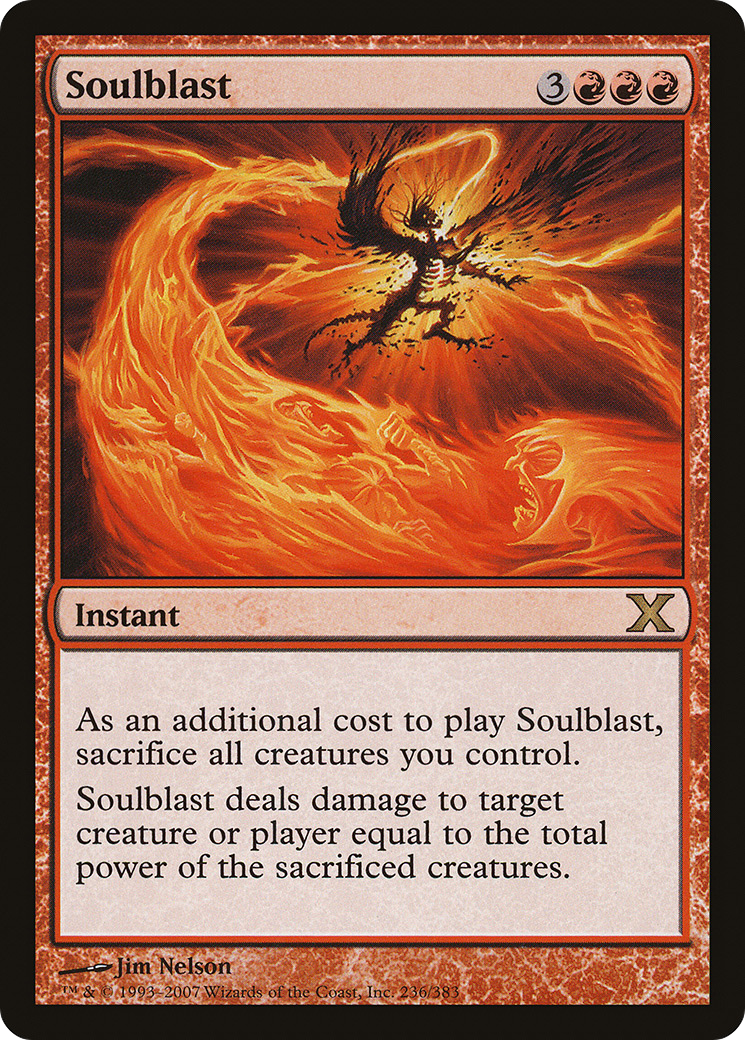 Soulblast 3
Instant X
As an additional cost to play Soulblast,
sacrifice all creatures you control.
Soulblast deals damage to target
creature or player equal to the total
power of the sacrificed creatures.
Jim Nelson
™ & © 1993–2007 Wizards of the Coast, Inc. 236/383